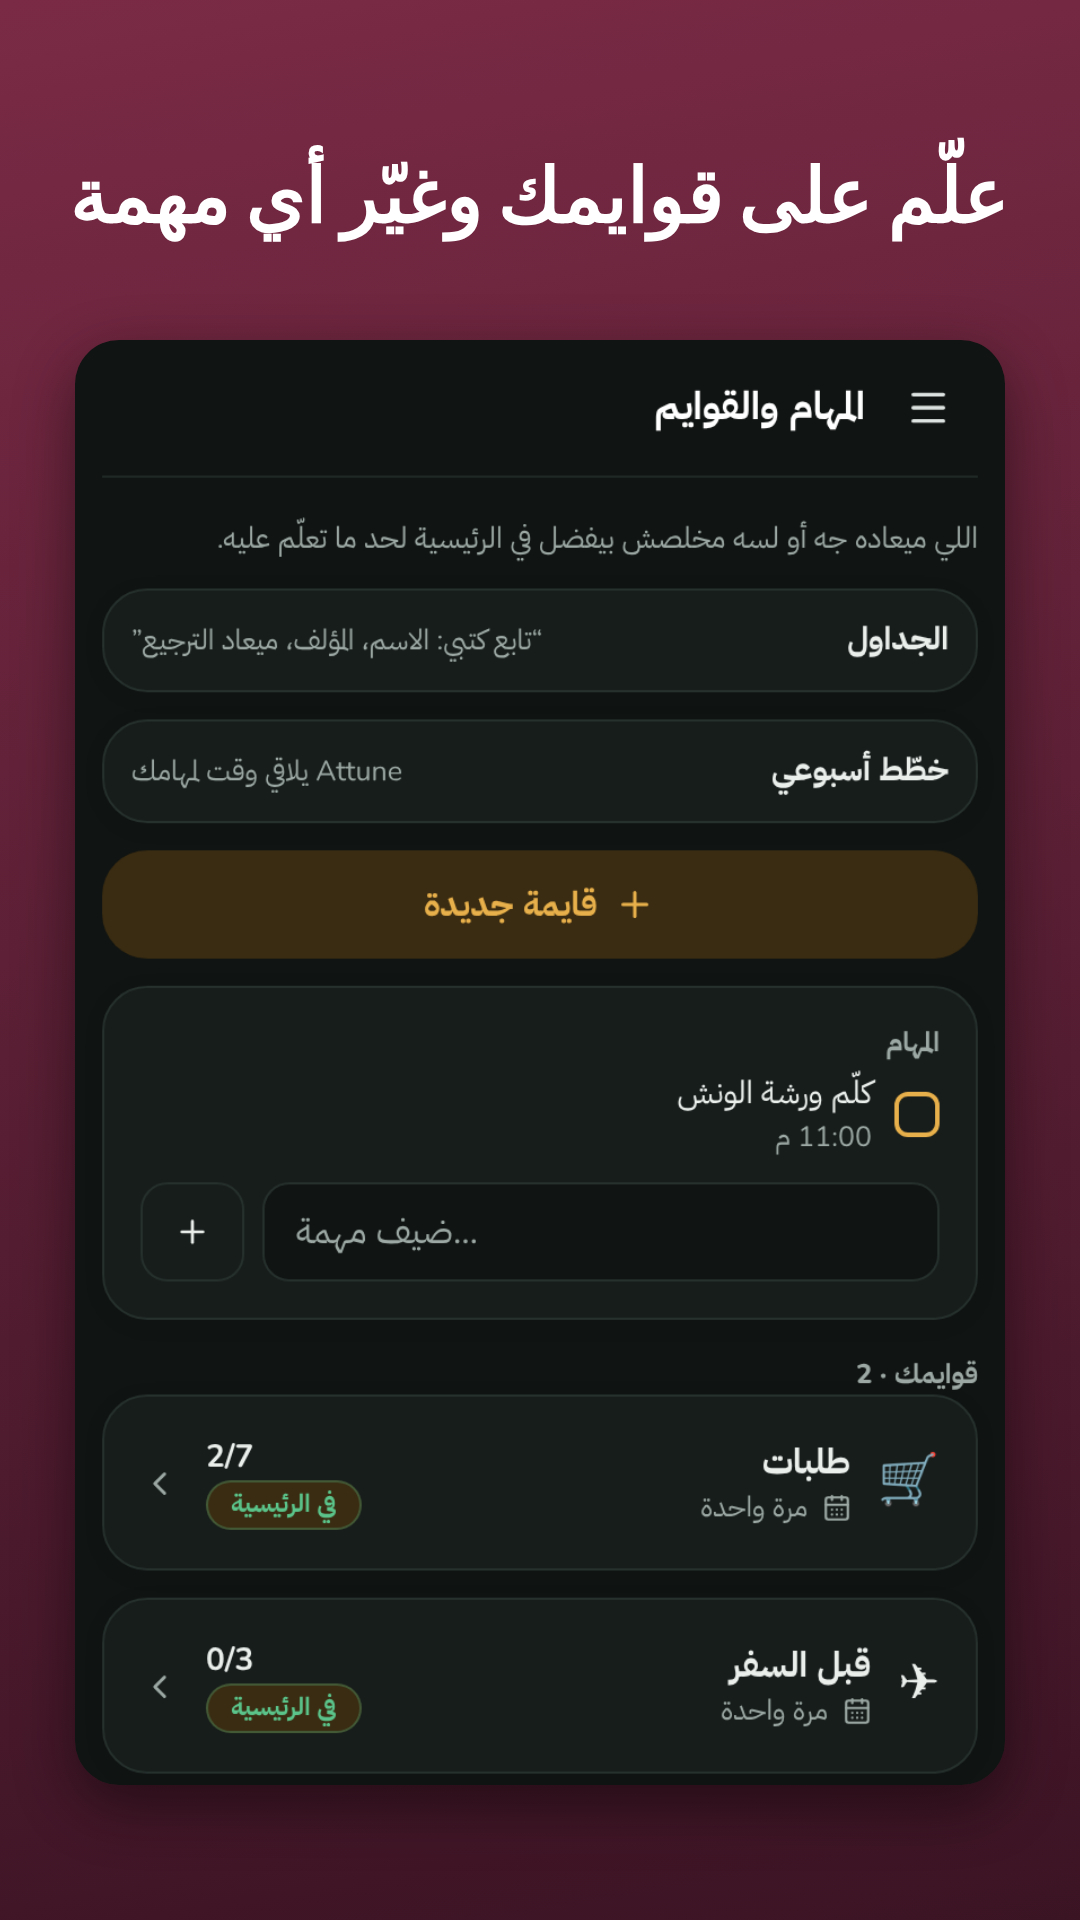 علّم على قوايمك وغيّر أي مهمة
المهام والقوايم
اللي ميعاده جه أو لسه مخلصش بيفضل في الرئيسية لحد ما تعلّم عليه.
الجداول
“تابع كتبي: الاسم، المؤلف، ميعاد الترجيع”
خطّط أسبوعي
Attune يلاقي وقت لمهامك
+ قايمة جديدة
المهام
كلّم ورشة الونش
11:00 م
ضيف مهمة...
+
قوايمك · 2
طلبات
2/7
مرة واحدة
في الرئيسية
قبل السفر
0/3
مرة واحدة
في الرئيسية